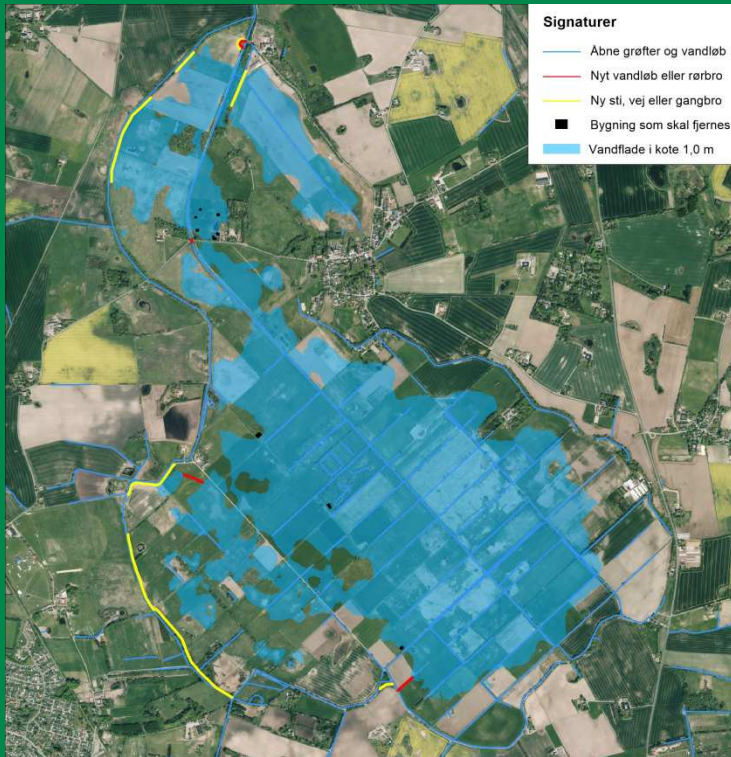 Signaturer
Åbne grøfter og vandløb
Nyt vandløb eller rørbro
Ny sti, vej eller gangbro
Bygning som skal fjernes
Vandflade i kote 1,0 m